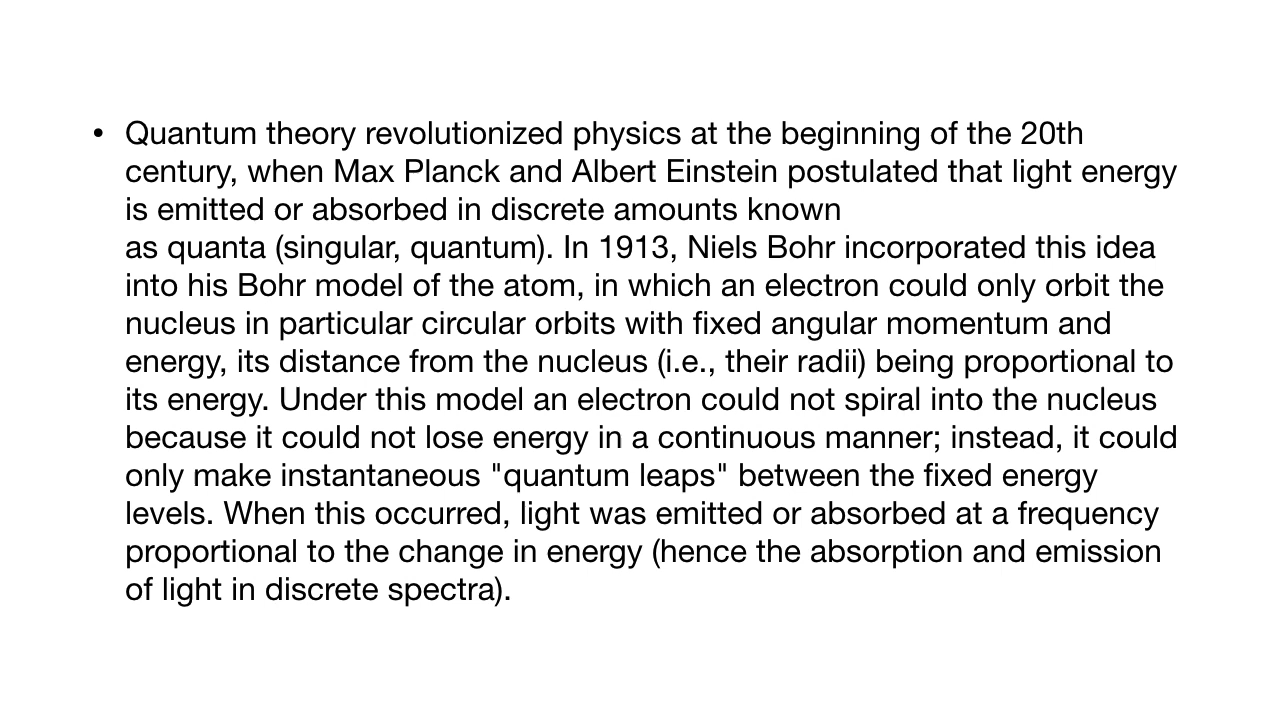 • Quantum theory revolutionized physics at the beginning of the 20th
century, when Max Planck and Albert Einstein postulated that light energy
is emitted or absorbed in discrete amounts known
as quanta (singular, quantum). In 1913, Niels Bohr incorporated this idea
into his Bohr model of the atom, in which an electron could only orbit the
nucleus in particular circular orbits with fixed angular momentum and
energy, its distance from the nucleus (i.e., their radii) being proportional to
its energy. Under this model an electron could not spiral into the nucleus
because it could not lose energy in a continuous manner; instead, it could
only make instantaneous "quantum leaps" between the fixed energy
levels. When this occurred, light was emitted or absorbed at a frequency
proportional to the change in energy (hence the absorption and emission
of light in discrete spectra).